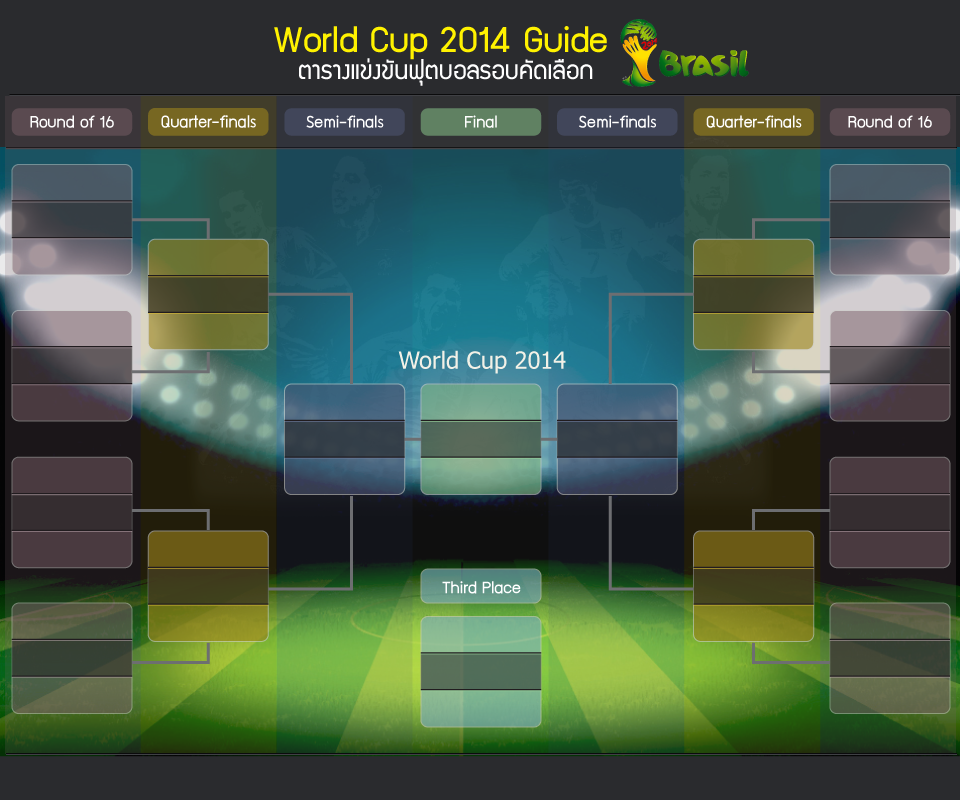 World Cup 2014 Guide
ตารางแข่งขันฟุตบอลรอบคัดเลือก
Brasil
Round of 16
Quarter-finals
Semi-finals
Final
Semi-finals
Quarter-finals
Round of 16
World Cup 2014
Third Place